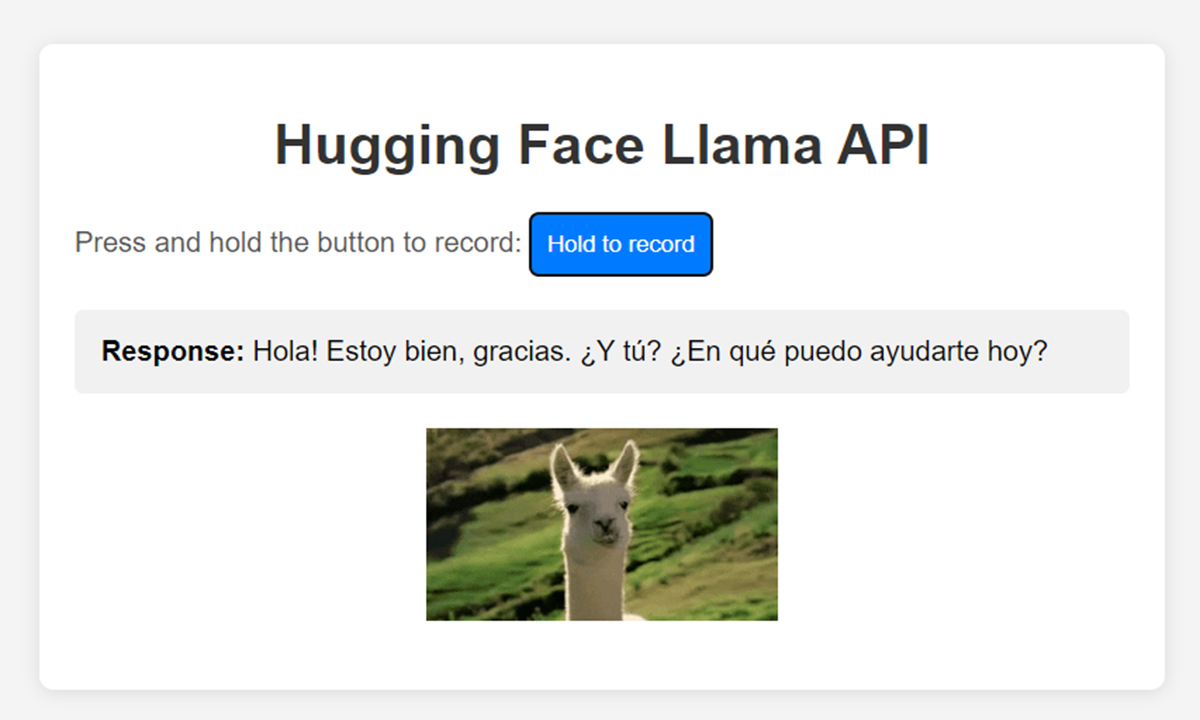 Hugging Face Llama API
Press and hold the button to record: Hold to record
Response: Hola! Estoy bien, gracias. ¿Y tú? ¿En qué puedo ayudarte hoy?